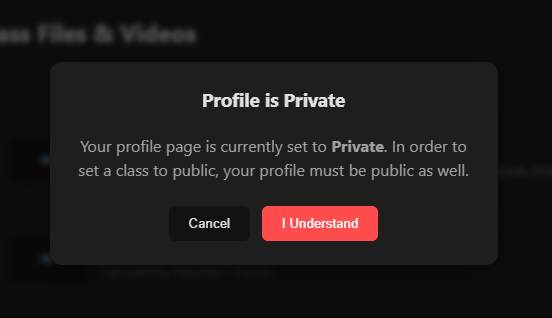 ass Files & Videos
Profile is Private
Your profile page is currently set to Private. In order to
set a class to public, your profile must be public as well.
Cancel
I Understand